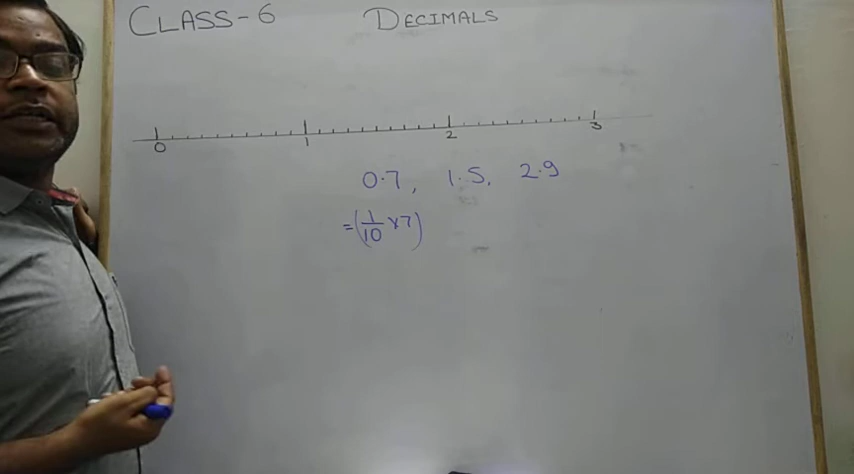 CLASS-6 DECIMALS
0 1 2 3
0.7, 1.5, 2.9
=(1/10 × 7)